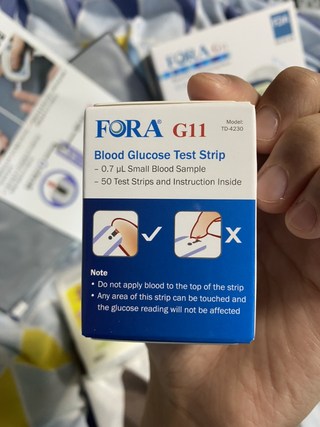 FORA® G11
Model:
TD-4230
Blood Glucose Test Strip
– 0.7 µL Small Blood Sample
– 50 Test Strips and Instruction Inside
Note
• Do not apply blood to the top of the strip
• Any area of this strip can be touched and
the glucose reading will not be affected
FORA G11